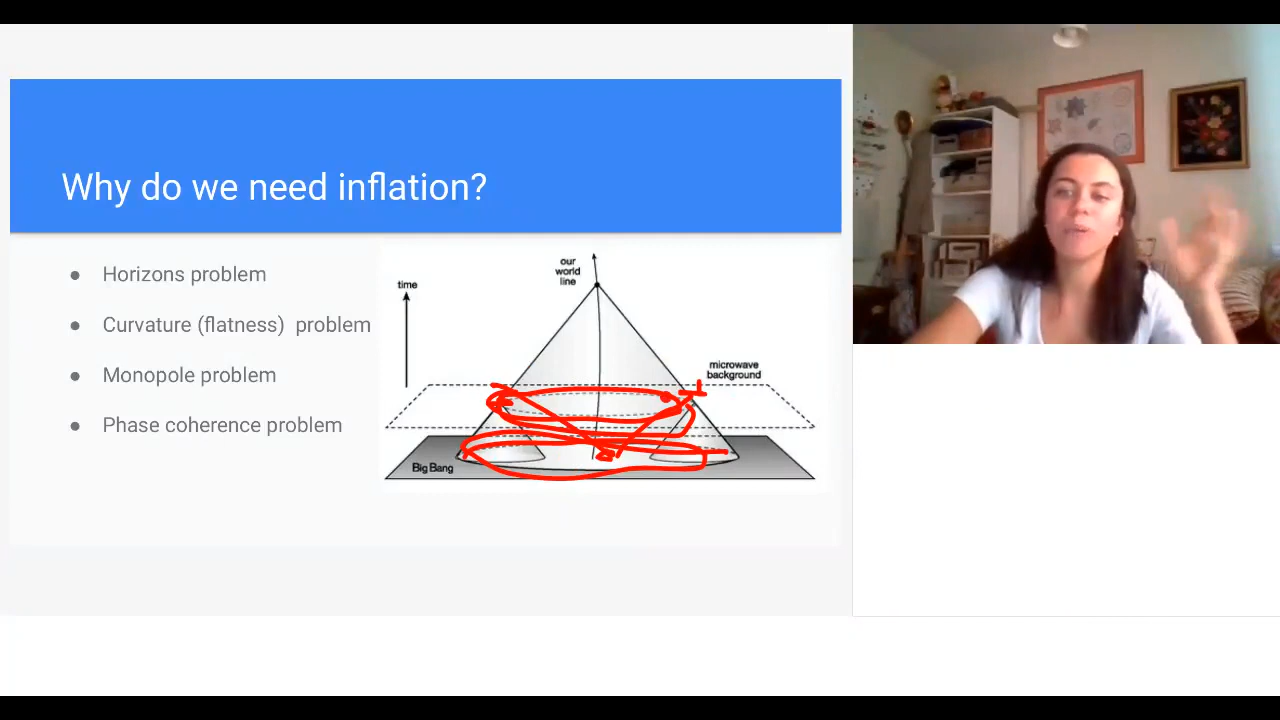 Why do we need inflation?
Horizons problem
Curvature (flatness) problem
Monopole problem
Phase coherence problem
time
our
world
line
microwave
background
Big Bang